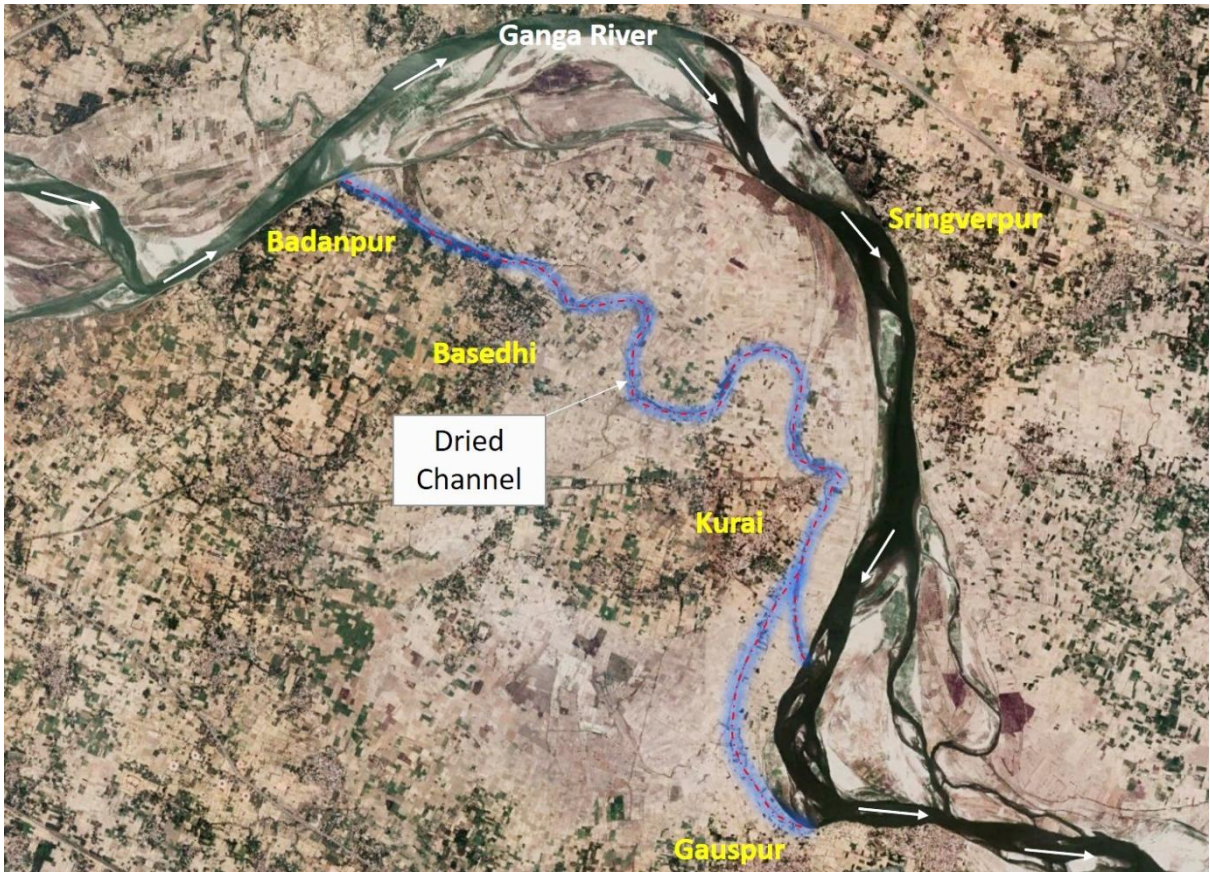 Ganga River
Sringverpur
Badanpur
Basedhi
Dried
Channel
Kurai
Gauspur